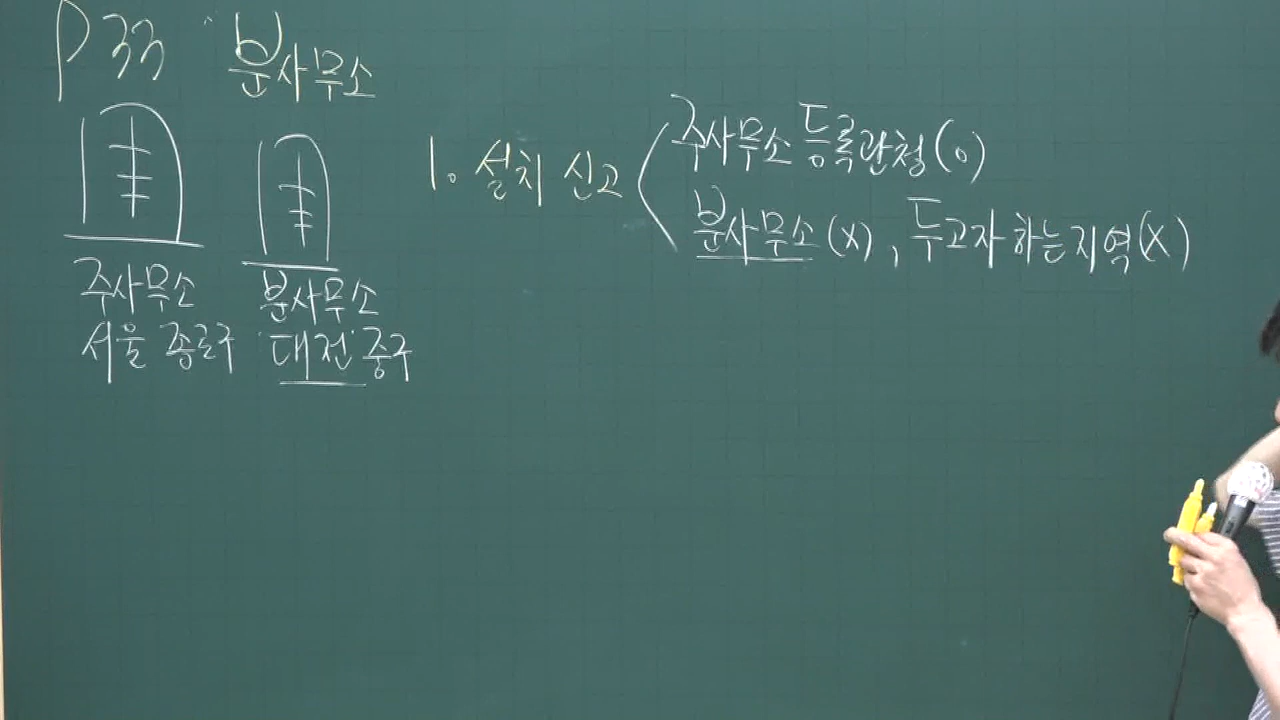 P 33 분사무소
1. 설치 신고
주사무소 등록관청(o)
분사무소(x), 두고자 하는 지역(x)
주사무소 분사무소
서울 종로구 대전 중구